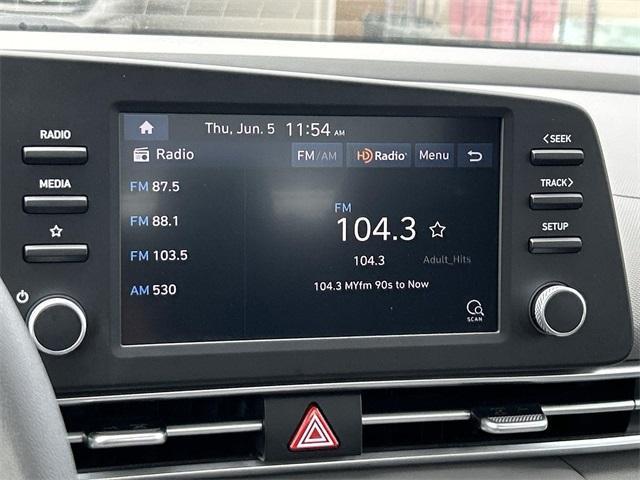 RADIO
MEDIA
Thu, Jun. 5 11:54 AM
Radio
FM/AM
HD Radio
Menu
FM 87.5
FM 88.1
FM 103.5
AM 530
FM
104.3
104.3 Adult_Hits
104.3 MYfm 90s to Now
SCAN
<SEEK
TRACK>
SETUP